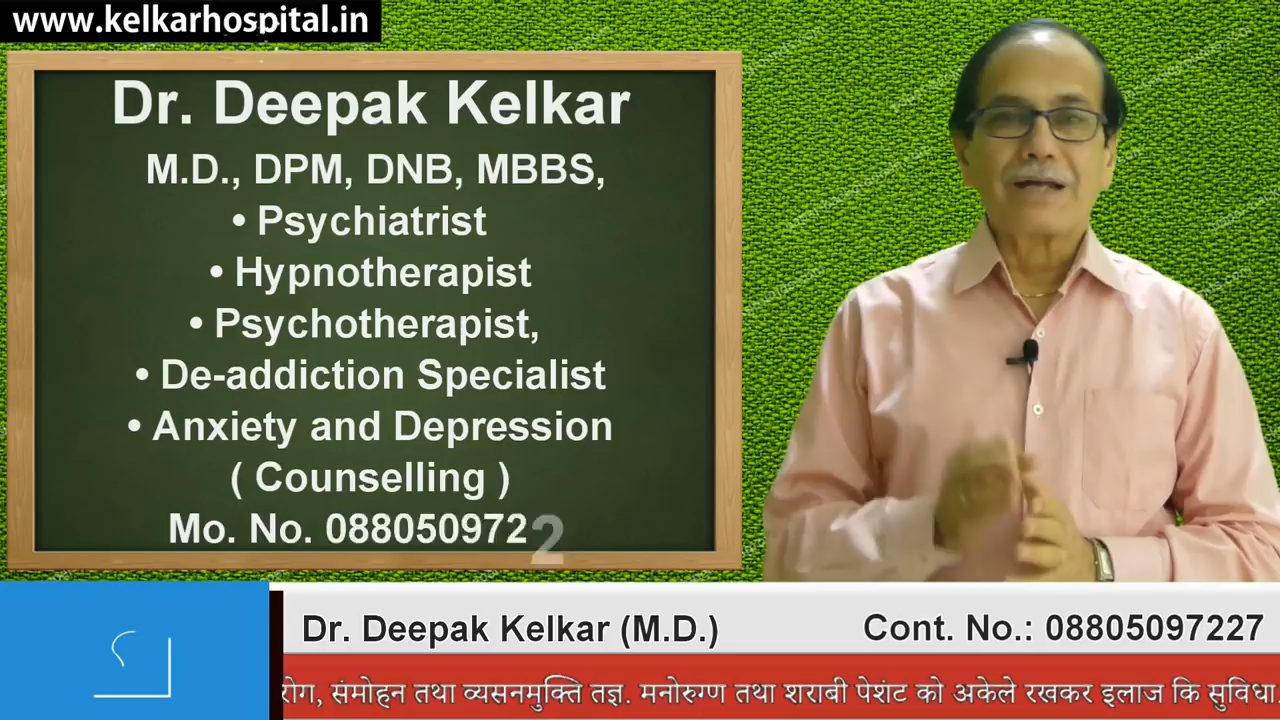 www.kelkarhospital.in
Dr. Deepak Kelkar
M.D., DPM, DNB, MBBS,
• Psychiatrist
• Hypnotherapist
• Psychotherapist,
• De-addiction Specialist
• Anxiety and Depression
( Counselling )
Mo. No. 0880509722
Dr. Deepak Kelkar (M.D.)
Cont. No.: 08805097227
रोग, संमोहन तथा व्यसनमुक्ति तज्ञ. मनोरुग्ण तथा शराबी पेशंट को अकेले रखकर इलाज कि सुविधा.